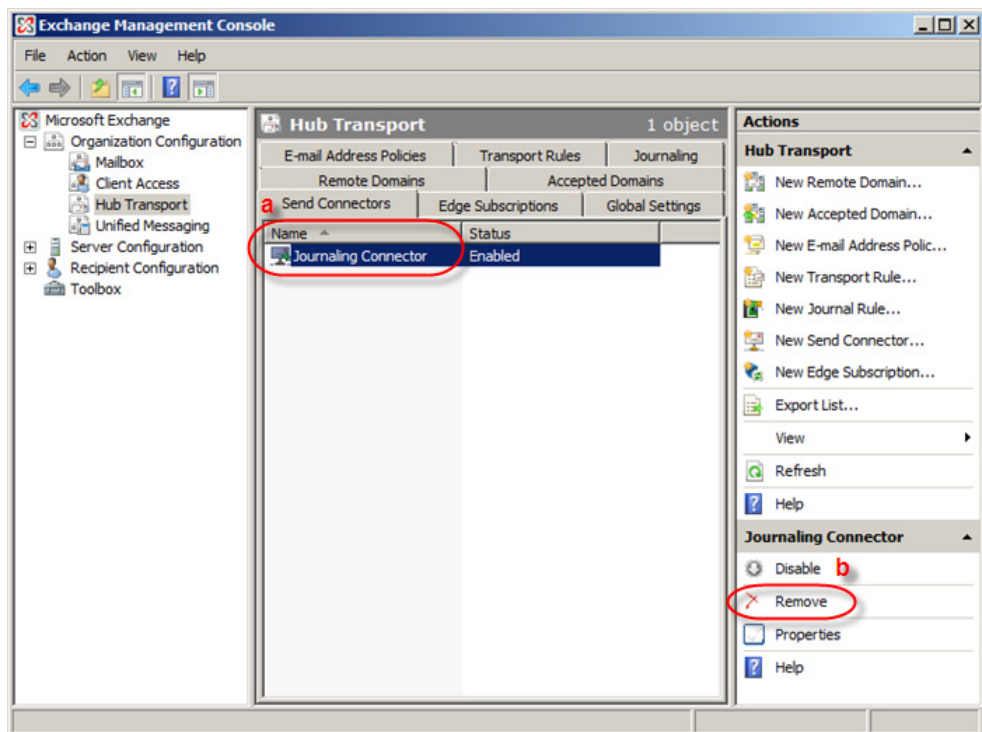 Exchange Management Console
File Action View Help
Microsoft Exchange
Organization Configuration
Mailbox
Client Access
Hub Transport
Unified Messaging
Server Configuration
Recipient Configuration
Toolbox
Hub Transport 1 object
E-mail Address Policies Transport Rules Journaling
Remote Domains Accepted Domains
a Send Connectors Edge Subscriptions Global Settings
Name Status
Journaling Connector Enabled
Actions
Hub Transport
New Remote Domain...
New Accepted Domain...
New E-mail Address Polic...
New Transport Rule...
New Journal Rule...
New Send Connector...
New Edge Subscription...
Export List...
View
Refresh
Help
Journaling Connector
Disable b
Remove
Properties
Help